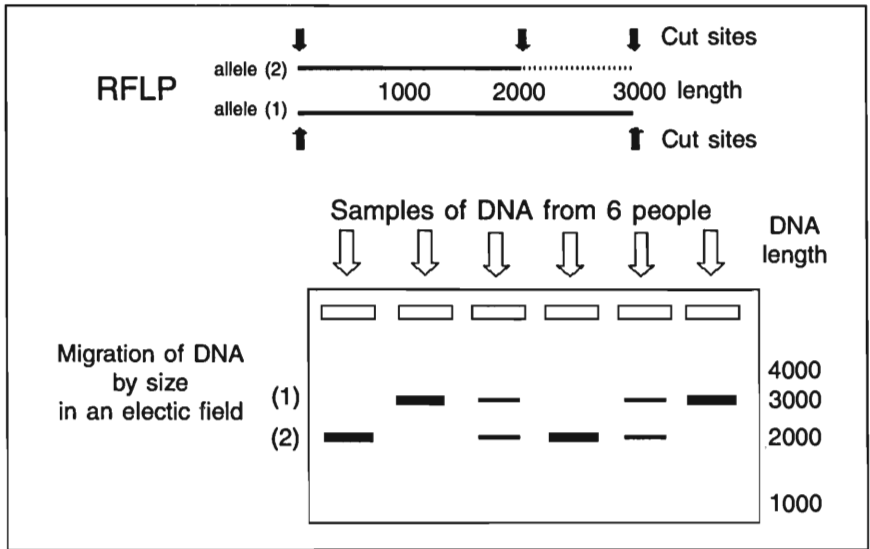 Cut sites
allele (2)
RFLP
1000 2000 3000 length
allele (1)
Cut sites
Samples of DNA from 6 people
DNA
length
Migration of DNA
by size
in an electic field
(1)
(2)
4000
3000
2000
1000